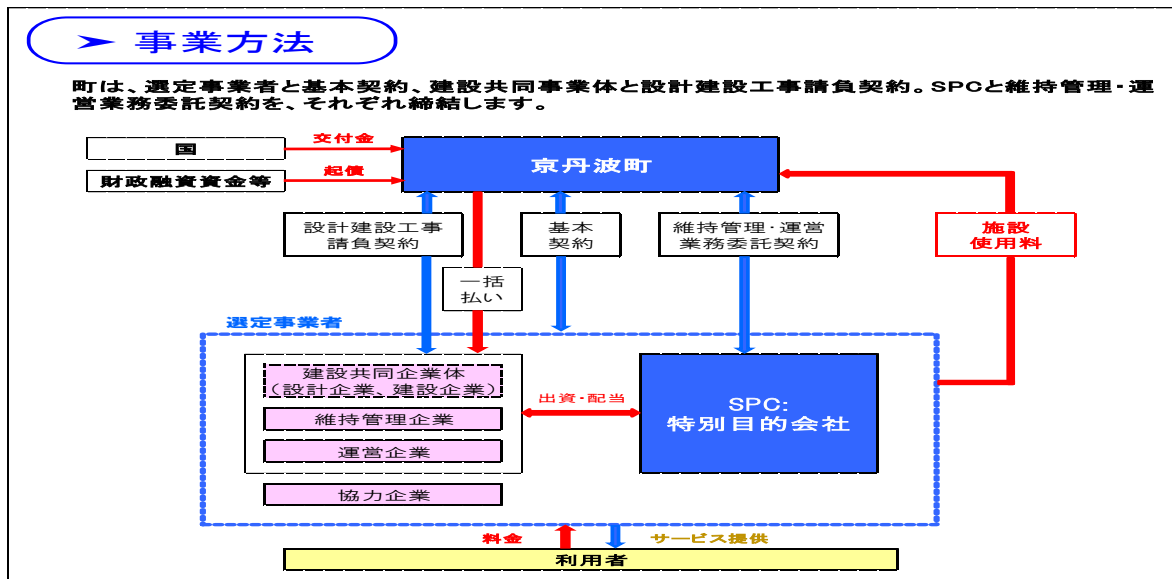 ➤ 事業方法
町は、選定事業者と基本契約、建設共同事業体と設計建設工事請負契約。SPCと維持管理・運
営業務委託契約を、それぞれ締結します。
国
交付金
京丹波町
財政融資資金等
起債
設計建設工事
請負契約
基本
契約
維持管理・運営
業務委託契約
施設
使用料
一括
払い
選定事業者
建設共同企業体
（設計企業、建設企業）
維持管理企業
運営企業
協力企業
出資・配当
SPC:
特別目的会社
料金
サービス提供
利用者